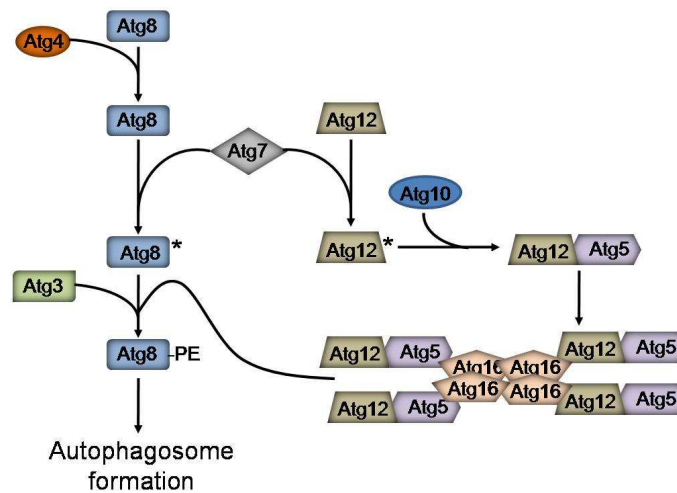 Atg8
Atg4
Atg8
Atg12
Atg7
Atg10
Atg8*
Atg12*
Atg12 Atg5
Atg3
Atg8-PE
Atg12 Atg5
Atg16 Atg16
Atg12 Atg5
Atg16 Atg16
Atg12 Atg5
Atg12 Atg5
Autophagosome
formation